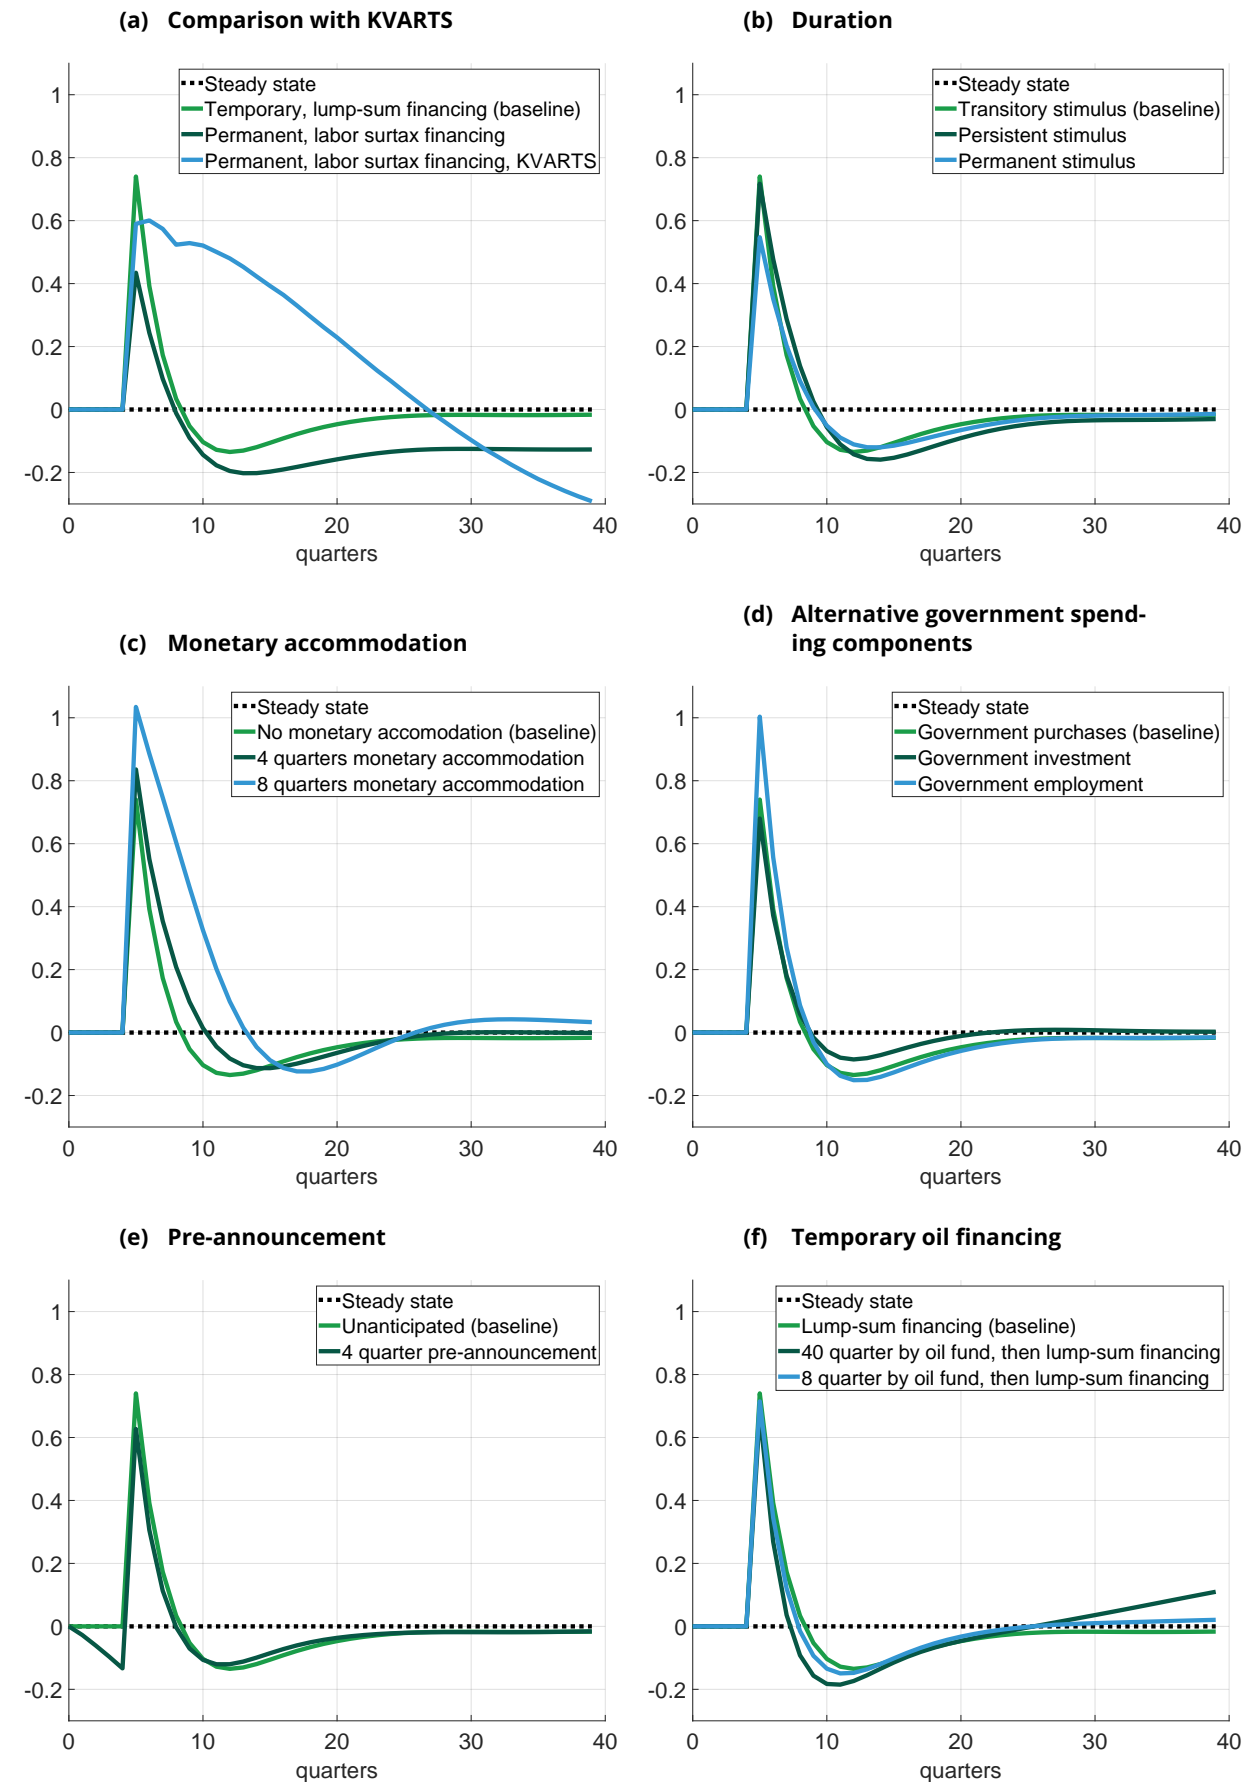 (a) Comparison with KVARTS
Steady state
Temporary, lump-sum financing (baseline)
Permanent, labor surtax financing
Permanent, labor surtax financing, KVARTS
1
0.8
0.6
0.4
0.2
0
-0.2
0 10 20 30 40
quarters
(b) Duration
Steady state
Transitory stimulus (baseline)
Persistent stimulus
Permanent stimulus
1
0.8
0.6
0.4
0.2
0
-0.2
0 10 20 30 40
quarters
(c) Monetary accommodation
Steady state
No monetary accomodation (baseline)
4 quarters monetary accommodation
8 quarters monetary accommodation
1
0.8
0.6
0.4
0.2
0
-0.2
0 10 20 30 40
quarters
(d) Alternative government spend-
ing components
Steady state
Government purchases (baseline)
Government investment
Government employment
1
0.8
0.6
0.4
0.2
0
-0.2
0 10 20 30 40
quarters
(e) Pre-announcement
Steady state
Unanticipated (baseline)
4 quarter pre-announcement
1
0.8
0.6
0.4
0.2
0
-0.2
0 10 20 30 40
quarters
(f) Temporary oil financing
Steady state
Lump-sum financing (baseline)
40 quarter by oil fund, then lump-sum financing
8 quarter by oil fund, then lump-sum financing
1
0.8
0.6
0.4
0.2
0
-0.2
0 10 20 30 40
quarters